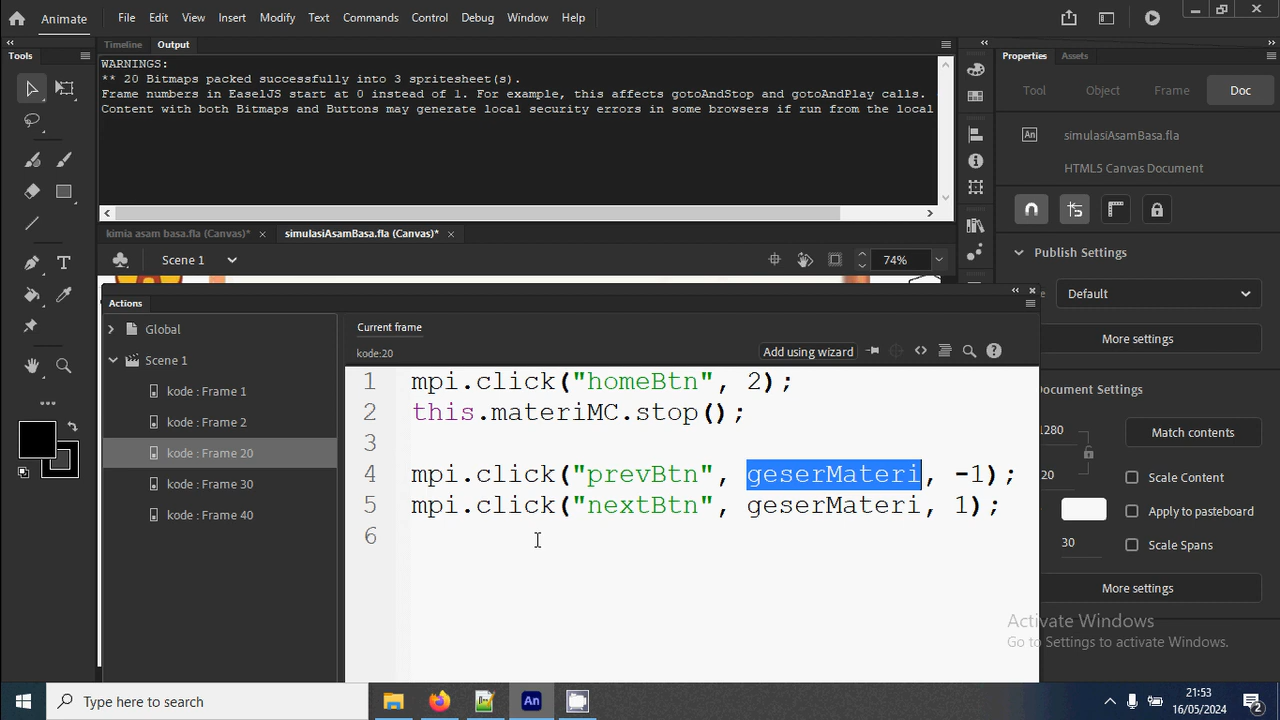 Animate
File Edit View Insert Modify Text Commands Control Debug Window Help
Tools
Timeline Output
WARNINGS:
** 20 Bitmaps packed successfully into 3 spritesheet(s).
Frame numbers in EaselJS start at 0 instead of 1. For example, this affects gotoAndStop and gotoAndPlay calls.
Content with both Bitmaps and Buttons may generate local security errors in some browsers if run from the local
kimia asam basa.fla (Canvas)* simulasiAsamBasa.fla (Canvas)*
Scene 1 74%
Actions
Global
Scene 1
kode : Frame 1
kode : Frame 2
kode : Frame 20
kode : Frame 30
kode : Frame 40
Current frame
kode:20
Add using wizard
1 mpi.click("homeBtn", 2);
2 this.materiMC.stop();
3
4 mpi.click("prevBtn", geserMateri, -1);
5 mpi.click("nextBtn", geserMateri, 1);
6
Properties Assets
Tool Object Frame Doc
An simulasiAsamBasa.fla
HTML5 Canvas Document
Publish Settings
Default
More settings
Document Settings
1280
Match contents
20
Scale Content
Apply to pasteboard
30
Scale Spans
More settings
Activate Windows
Go to Settings to activate Windows.
Type here to search
An
21:53
16/05/2024
2